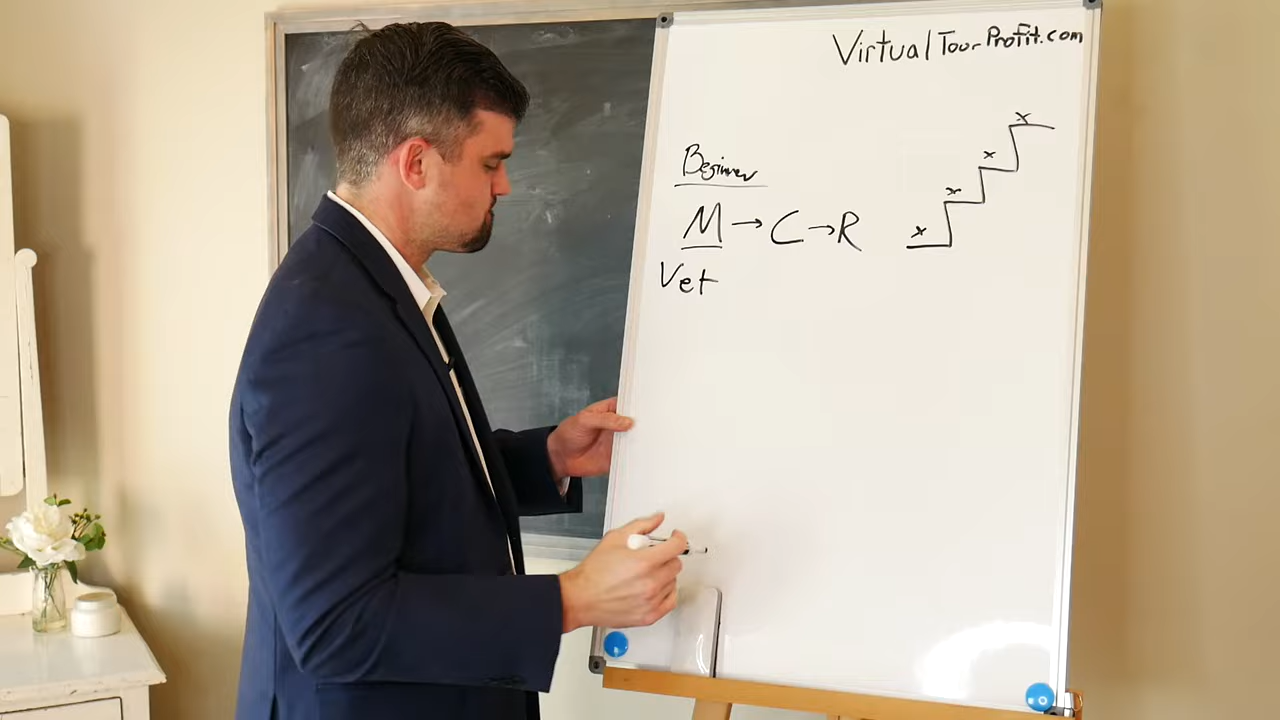 VirtualTourProfit.com
Beginner
M → C → R
Vet
x
x
x
x